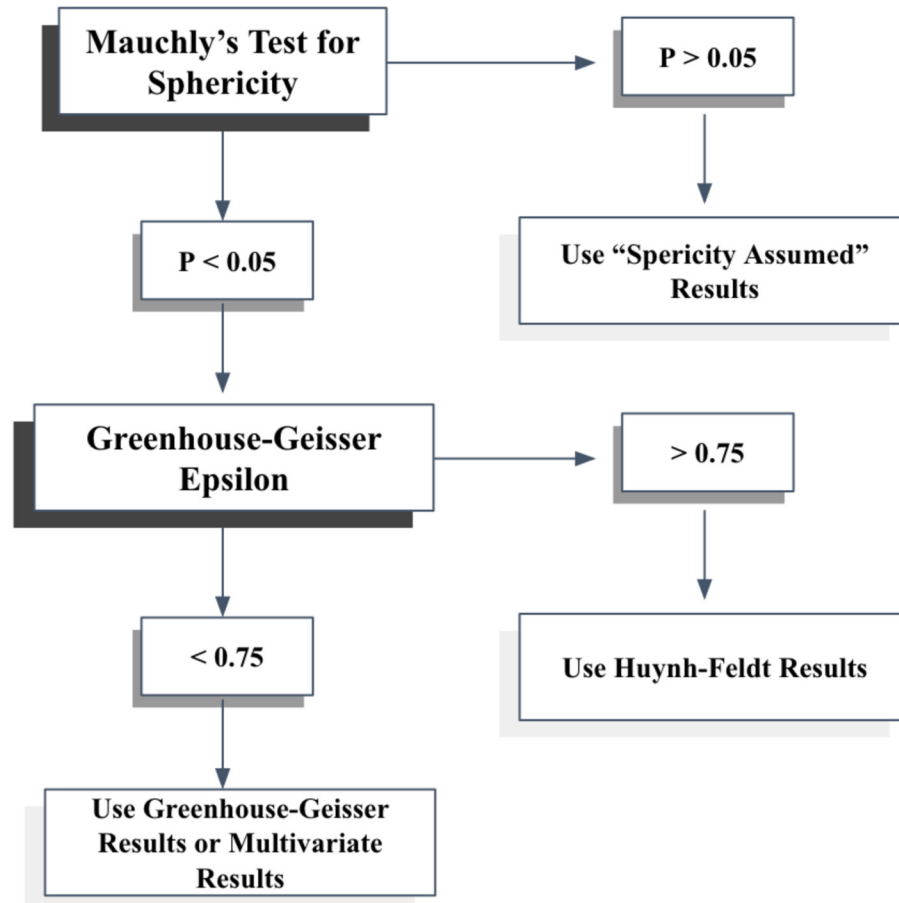 Mauchly’s Test for
Sphericity
P > 0.05
P < 0.05
Use “Spericity Assumed”
Results
Greenhouse-Geisser
Epsilon
> 0.75
< 0.75
Use Huynh-Feldt Results
Use Greenhouse-Geisser
Results or Multivariate
Results